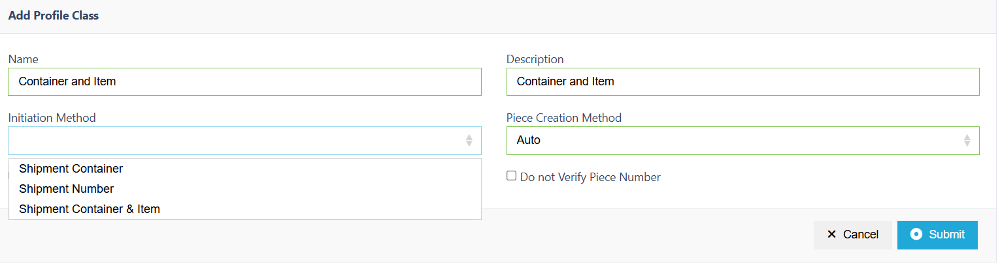 Add Profile Class
Name
Description
Container and Item
Container and Item
Initiation Method
Piece Creation Method
Auto
Shipment Container
Shipment Number
Shipment Container & Item
Do not Verify Piece Number
Cancel
Submit